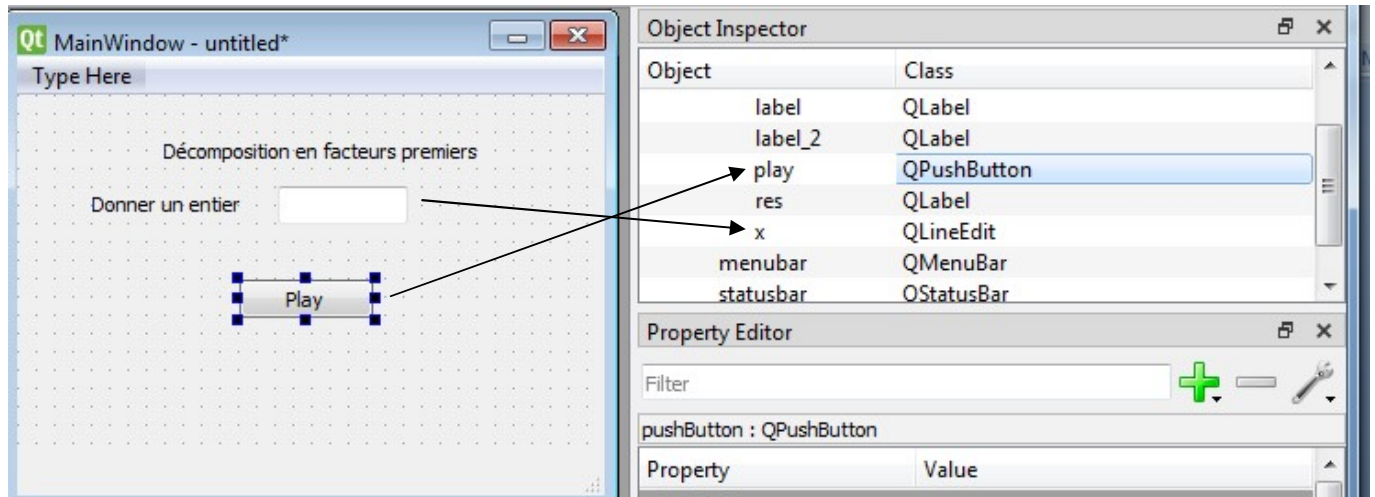 MainWindow - untitled*
Type Here
Décomposition en facteurs premiers
Donner un entier
Play
Object Inspector
Object Class
label QLabel
label_2 QLabel
play QPushButton
res QLabel
x QLineEdit
menubar QMenuBar
statusbar QStatusBar
Property Editor
Filter
pushButton : QPushButton
Property Value